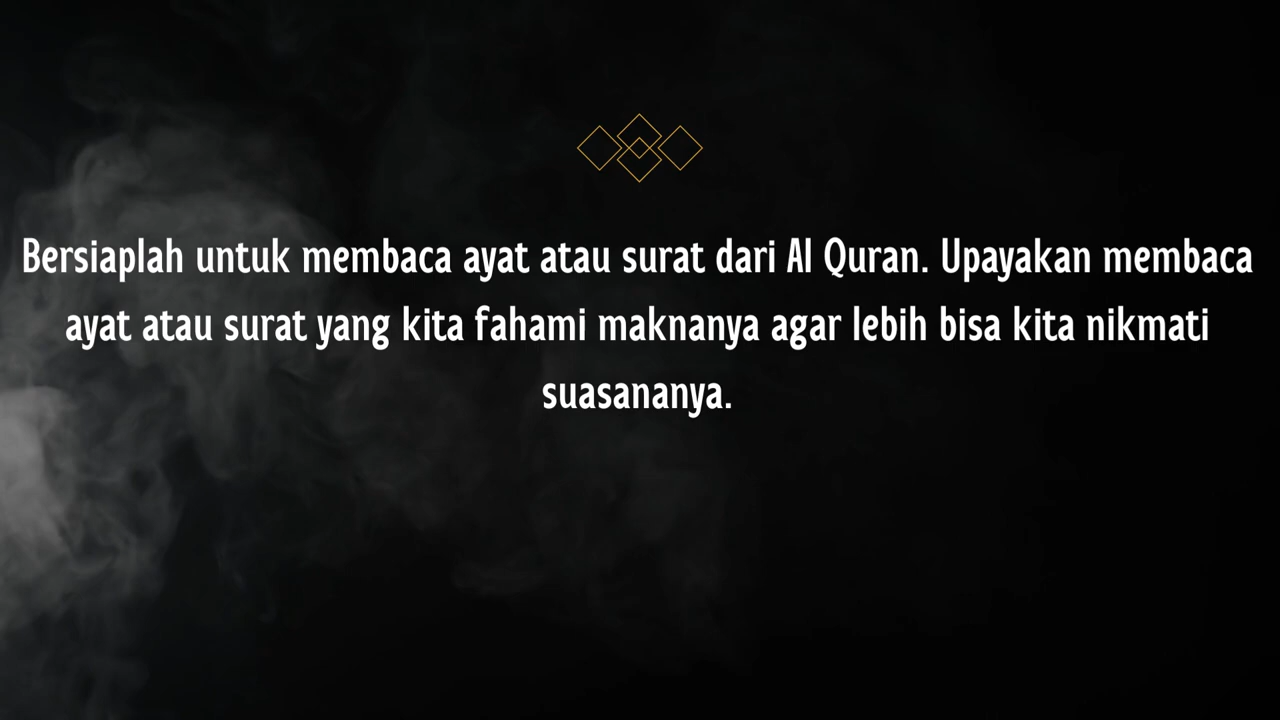 Bersiaplah untuk membaca ayat atau surat dari Al Quran. Upayakan membaca
ayat atau surat yang kita fahami maknanya agar lebih bisa kita nikmati
suasananya.